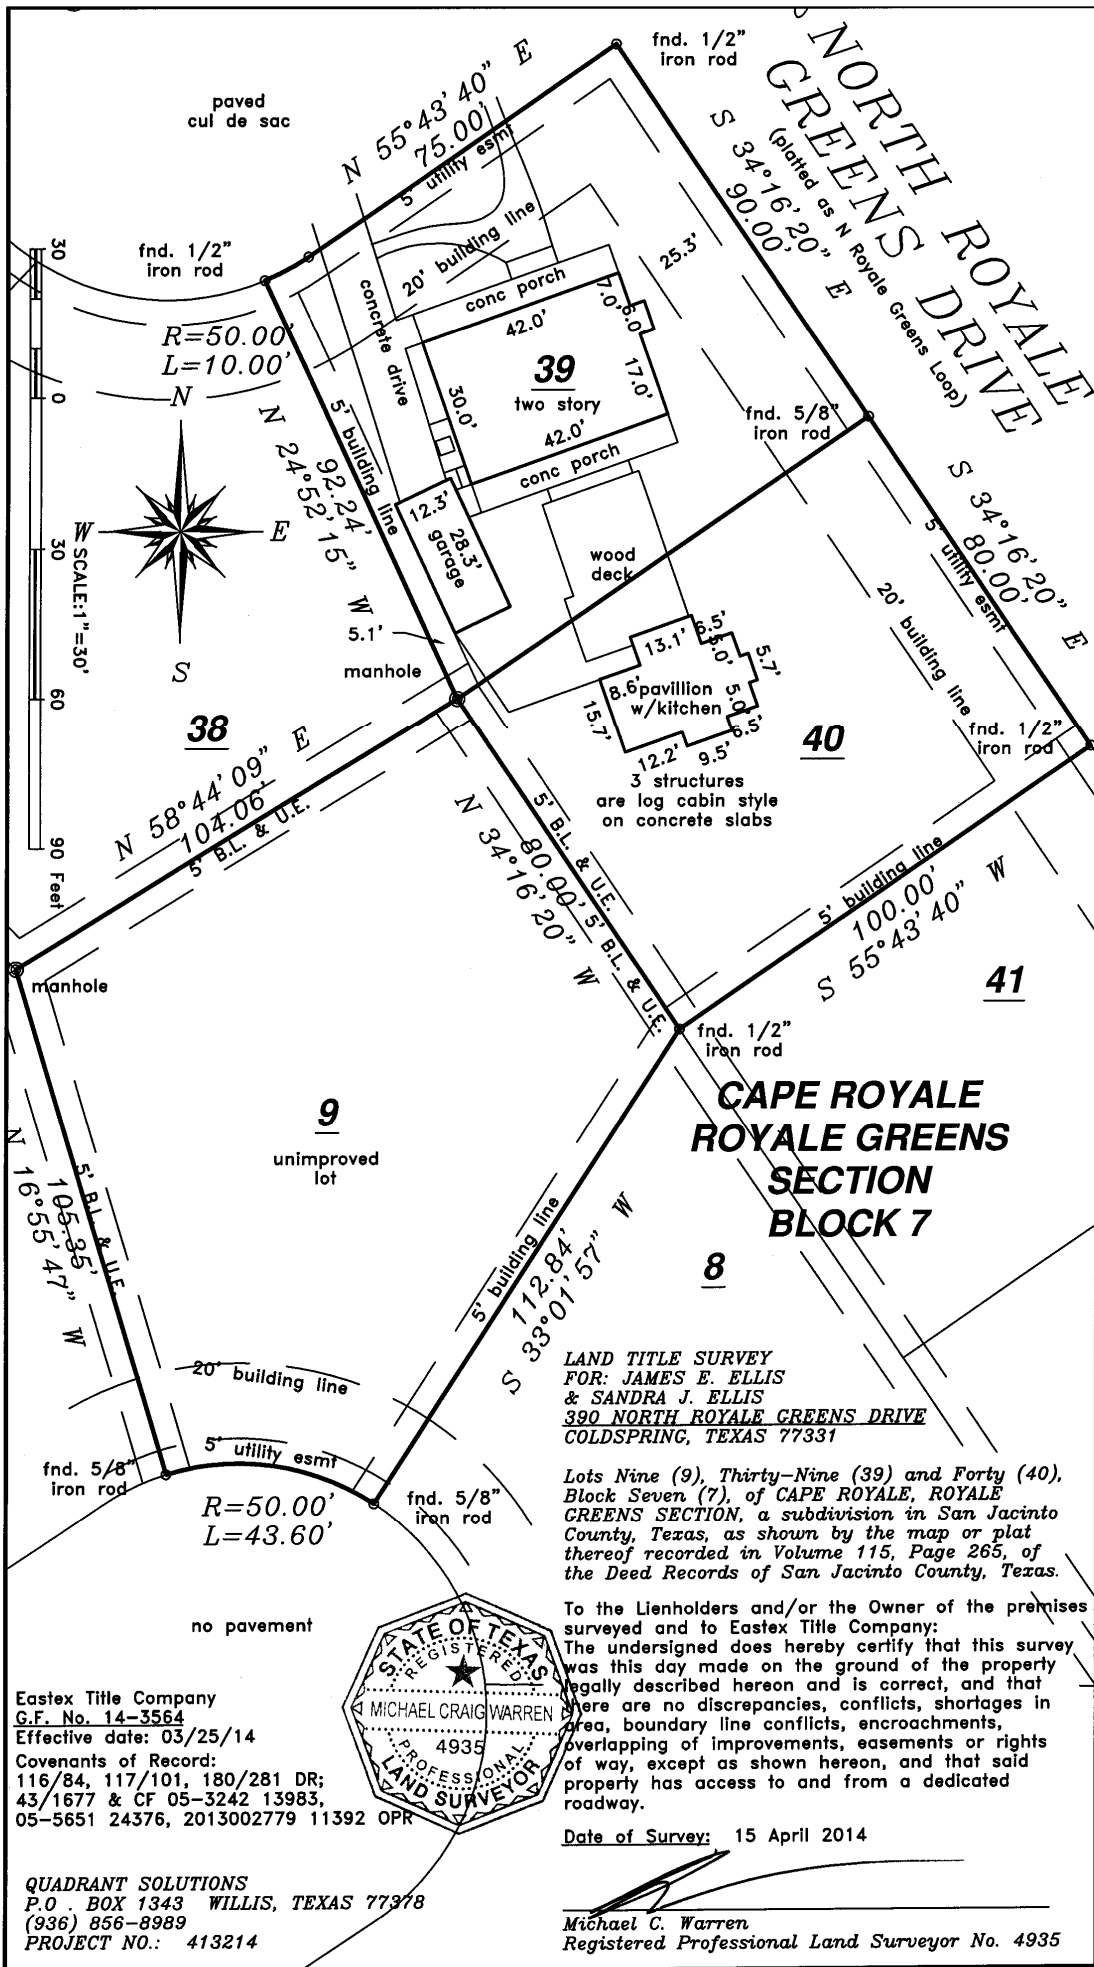 fnd. 1/2"
iron rod
NORTH ROYALE
GREENS DRIVE
(platted as N Royale Greens Loop)
paved
cul de sac
N 55°43'40" E
75.00'
5' utility esmt
S 34°16'20" E
90.00'
fnd. 1/2"
iron rod
20' building line
25.3'
conc porch
7.0'
6.0'
42.0'
concrete drive
R=50.00'
L=10.00'
39
two story
17.0'
30.0'
42.0'
conc porch
fnd. 5/8"
iron rod
30
0
30
60
90 Feet
SCALE:1"=30'
N
W
E
S
5' building line
92.24'
N 24°52'15" W
12.3'
28.3'
garage
wood
deck
S 34°16'20" E
80.00'
5' utility esmt
20' building line
5.1'
manhole
13.1'
6.5'
5.0'
5.7'
8.6'
pavillion
w/kitchen
5.0'
15.7'
6.5'
12.2'
9.5'
38
40
fnd. 1/2"
iron rod
3 structures
are log cabin style
on concrete slabs
N 58°44'09" E
104.06'
5' B.L. & U.E.
5' B.L. & U.E.
80.00'
N 34°16'20" W
5' B.L. & U.E.
5' building line
100.00'
S 55°43'40" W
manhole
41
fnd. 1/2"
iron rod
CAPE ROYALE
ROYALE GREENS
SECTION
BLOCK 7
9
unimproved
lot
5' B.L. & U.E.
105.35'
N 16°55'47" W
5' building line
112.84'
S 33°01'57" W
8
20' building line
5' utility esmt
fnd. 5/8"
iron rod
R=50.00'
L=43.60'
fnd. 5/8"
iron rod
no pavement
LAND TITLE SURVEY
FOR: JAMES E. ELLIS
& SANDRA J. ELLIS
390 NORTH ROYALE GREENS DRIVE
COLDSPRING, TEXAS 77331
Lots Nine (9), Thirty-Nine (39) and Forty (40),
Block Seven (7), of CAPE ROYALE, ROYALE
GREENS SECTION, a subdivision in San Jacinto
County, Texas, as shown by the map or plat
thereof recorded in Volume 115, Page 265, of
the Deed Records of San Jacinto County, Texas.
To the Lienholders and/or the Owner of the premises
surveyed and to Eastex Title Company:
The undersigned does hereby certify that this survey
was this day made on the ground of the property
legally described hereon and is correct, and that
there are no discrepancies, conflicts, shortages in
area, boundary line conflicts, encroachments,
overlapping of improvements, easements or rights
of way, except as shown hereon, and that said
property has access to and from a dedicated
roadway.
Date of Survey: 15 April 2014
Michael C. Warren
Registered Professional Land Surveyor No. 4935
STATE OF TEXAS
REGISTERED
MICHAEL CRAIG WARREN
4935
PROFESSIONAL
LAND SURVEYOR
Eastex Title Company
G.F. No. 14-3564
Effective date: 03/25/14
Covenants of Record:
116/84, 117/101, 180/281 DR;
43/1677 & CF 05-3242 13983,
05-5651 24376, 2013002779 11392 OPR
QUADRANT SOLUTIONS
P.O . BOX 1343 WILLIS, TEXAS 77378
(936) 856-8989
PROJECT NO.: 413214